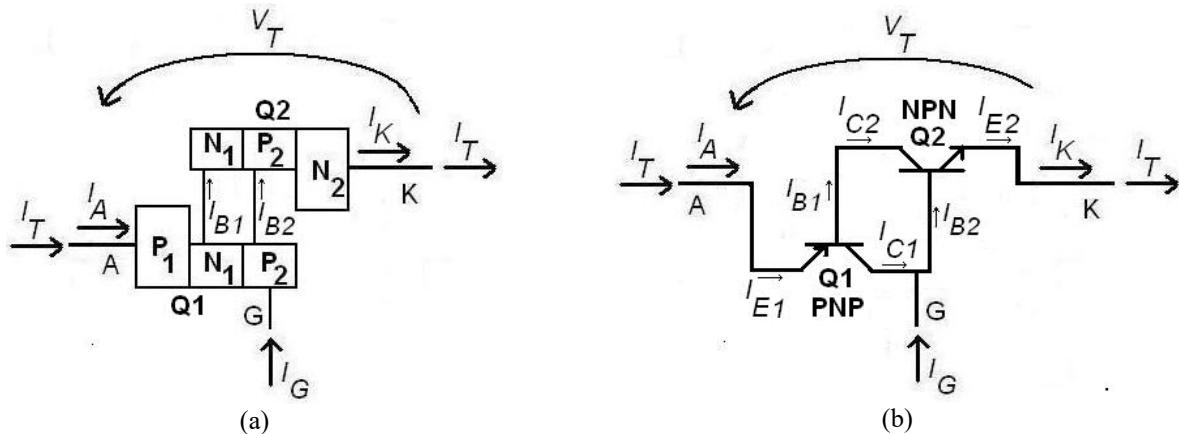 V_T
Q2
N_1 P_2 N_2
I_K
I_T
K
I_B1 I_B2
I_T
I_A
A
P_1 N_1 P_2
Q1
G
I_G
(a)
V_T
NPN
Q2
I_C2
I_E2
I_T
I_A
A
I_B1
I_B2
I_K
I_T
K
I_C1
I_E1
Q1
PNP
G
I_G
(b)